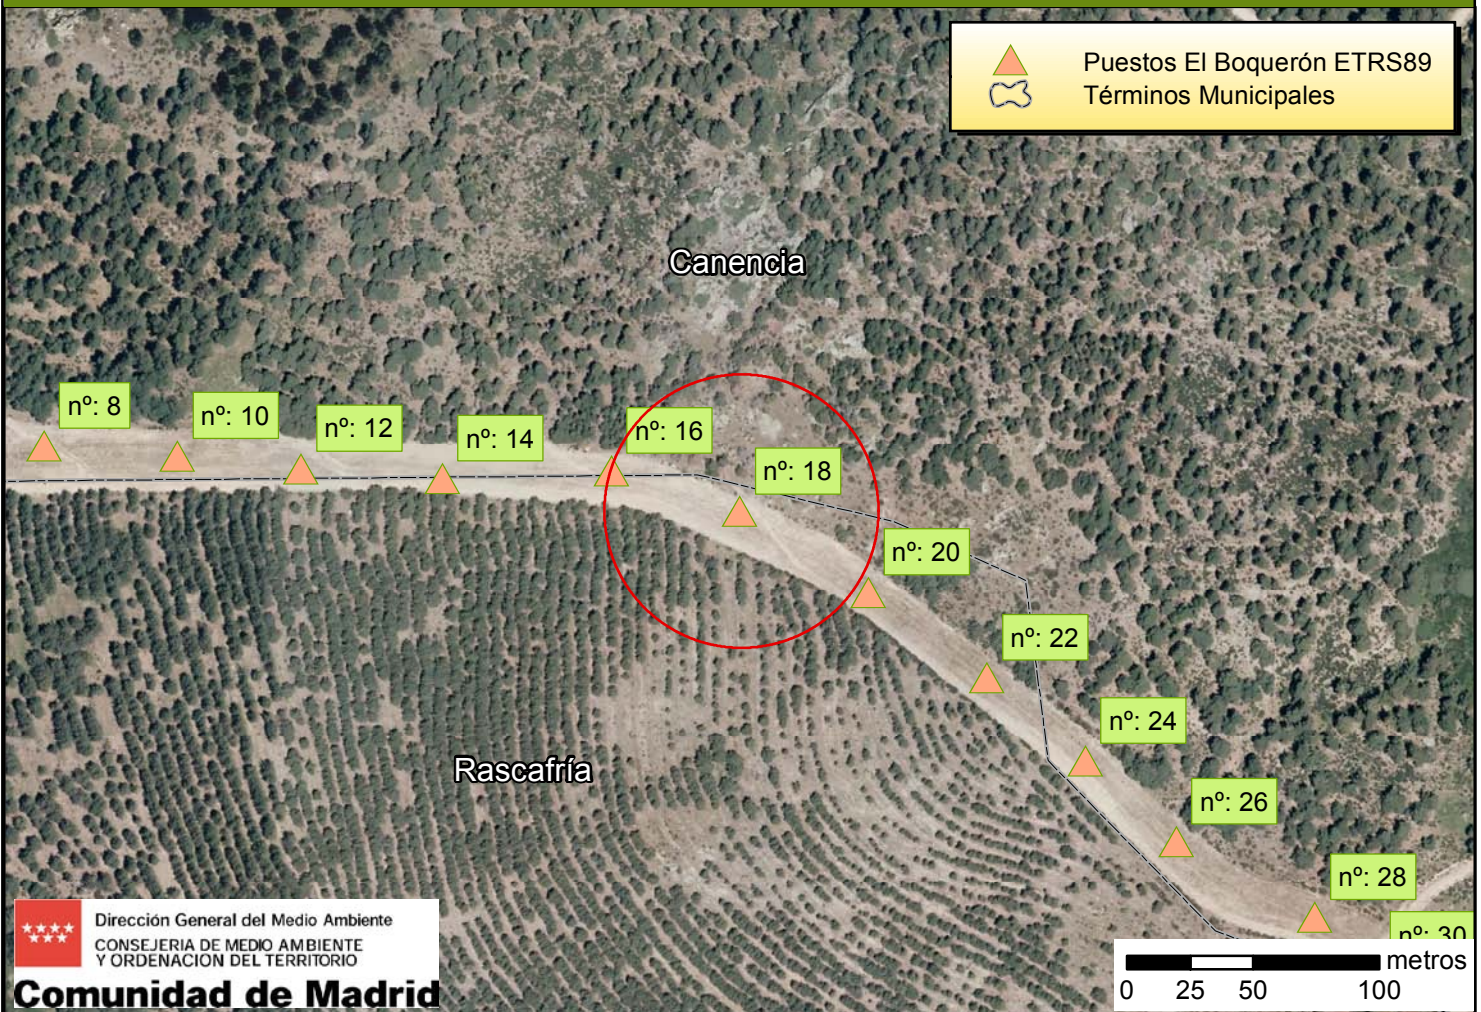 Puestos El Boquerón ETRS89
Términos Municipales
Canencia
nº: 8
nº: 10
nº: 12
nº: 14
nº: 16
nº: 18
nº: 20
nº: 22
nº: 24
nº: 26
nº: 28
nº: 30
Rascafría
Dirección General del Medio Ambiente
CONSEJERIA DE MEDIO AMBIENTE
Y ORDENACION DEL TERRITORIO
Comunidad de Madrid
metros
0 25 50 100